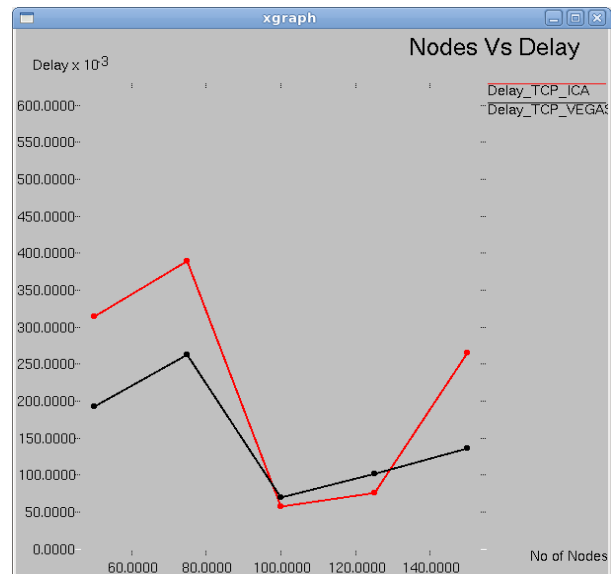 xgraph
Nodes Vs Delay
Delay x 10-3
Delay_TCP_ICA
Delay_TCP_VEGAS
600.0000
550.0000
500.0000
450.0000
400.0000
350.0000
300.0000
250.0000
200.0000
150.0000
100.0000
50.0000
0.0000
No of Nodes
60.0000 80.0000 100.0000 120.0000 140.0000